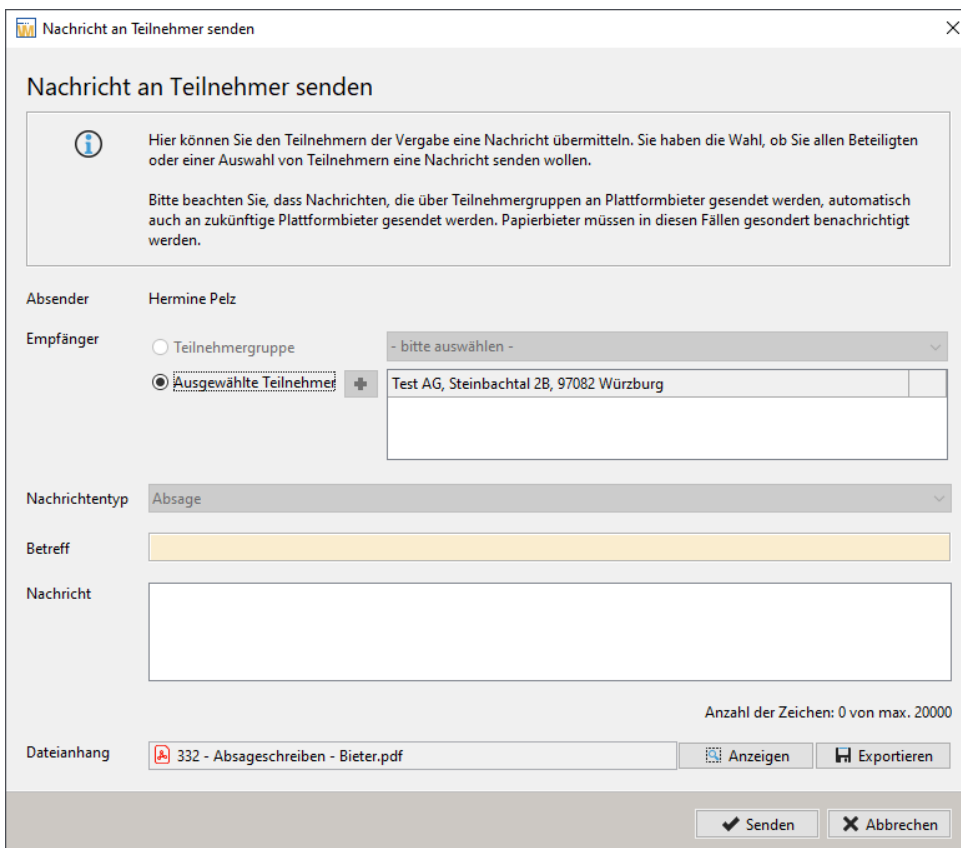 Nachricht an Teilnehmer senden
Nachricht an Teilnehmer senden
Hier können Sie den Teilnehmern der Vergabe eine Nachricht übermitteln. Sie haben die Wahl, ob Sie allen Beteiligten
oder einer Auswahl von Teilnehmern eine Nachricht senden wollen.
Bitte beachten Sie, dass Nachrichten, die über Teilnehmergruppen an Plattformbieter gesendet werden, automatisch
auch an zukünftige Plattformbieter gesendet werden. Papierbieter müssen in diesen Fällen gesondert benachrichtigt
werden.
Absender Hermine Pelz
Empfänger Teilnehmergruppe - bitte auswählen -
Ausgewählte Teilnehmer Test AG, Steinbachtal 2B, 97082 Würzburg
Nachrichtentyp Absage
Betreff
Nachricht
Anzahl der Zeichen: 0 von max. 20000
Dateianhang 332 - Absageschreiben - Bieter.pdf Anzeigen Exportieren
Senden Abbrechen